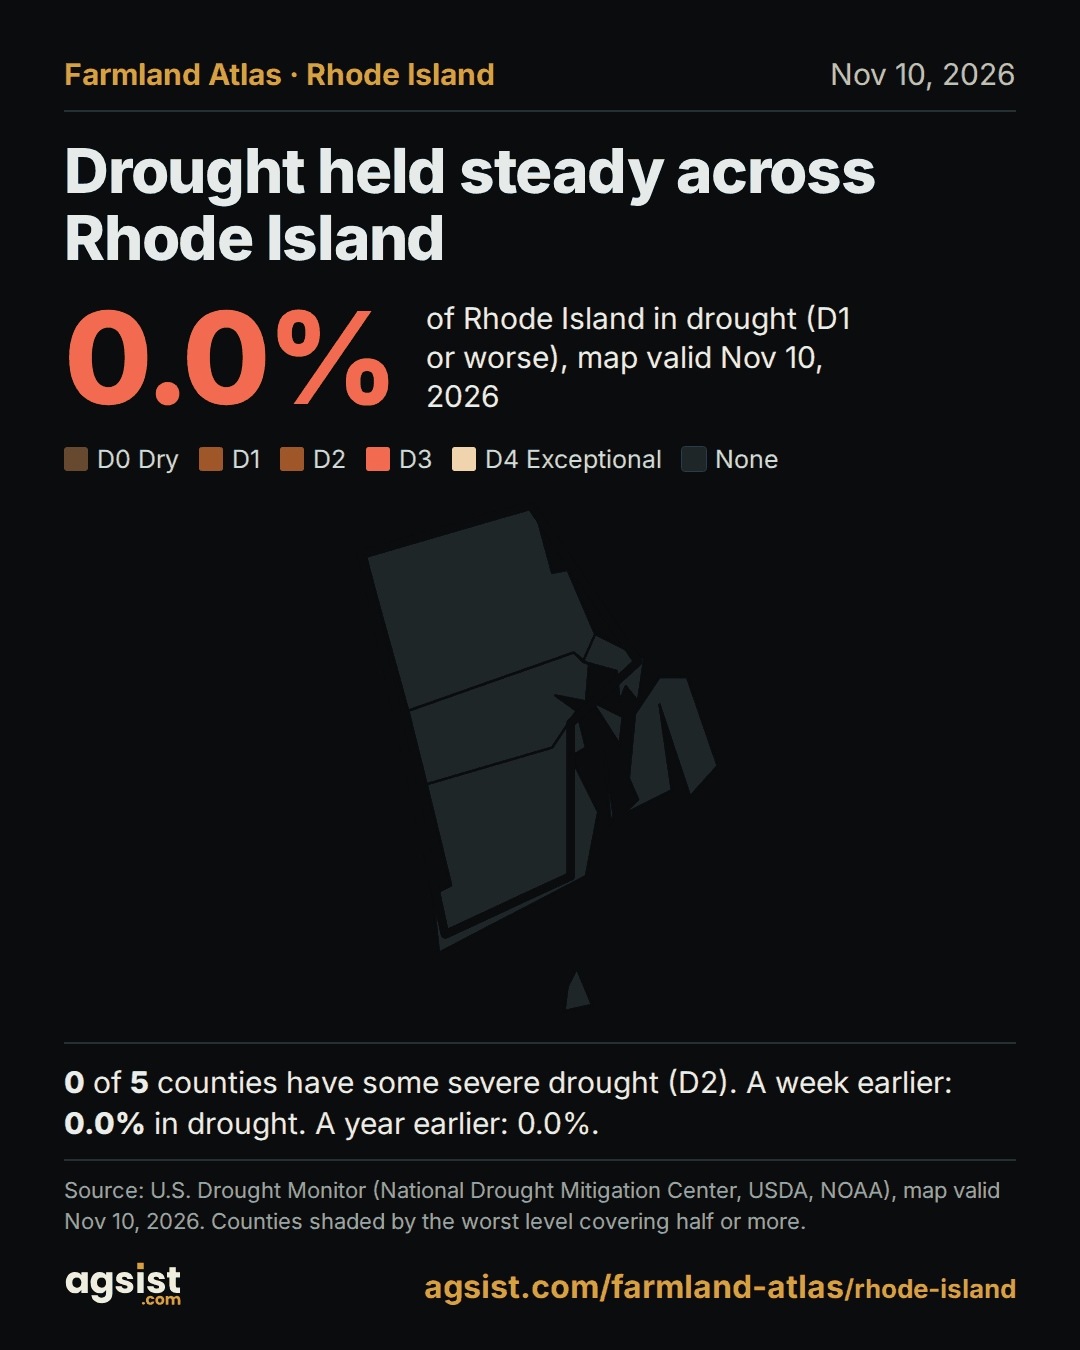 Farmland Atlas · Rhode Island
Nov 10, 2026
Drought held steady across
Rhode Island
0.0%
of Rhode Island in drought (D1
or worse), map valid Nov 10,
2026
D0 Dry D1 D2 D3 D4 Exceptional None
0 of 5 counties have some severe drought (D2). A week earlier:
0.0% in drought. A year earlier: 0.0%.
Source: U.S. Drought Monitor (National Drought Mitigation Center, USDA, NOAA), map valid
Nov 10, 2026. Counties shaded by the worst level covering half or more.
agsist
.com
agsist.com/farmland-atlas/rhode-island